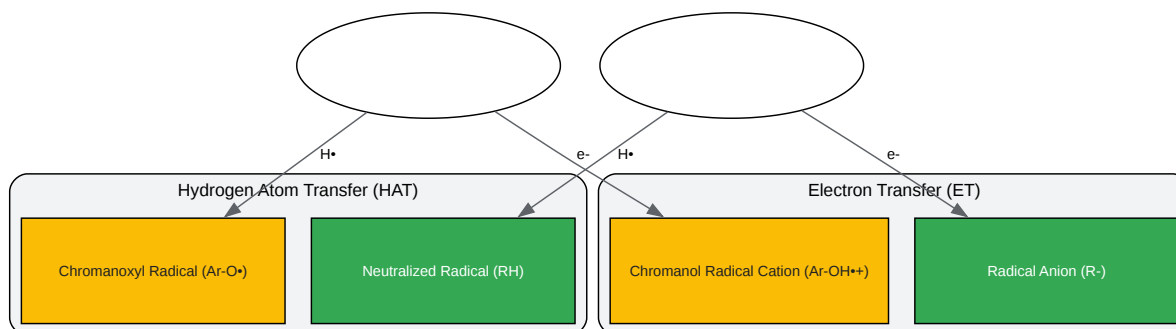 H•
e-
H•
e-
Hydrogen Atom Transfer (HAT)
Electron Transfer (ET)
Chromanoxyl Radical (Ar-O•)
Neutralized Radical (RH)
Chromanol Radical Cation (Ar-OH•+)
Radical Anion (R-)